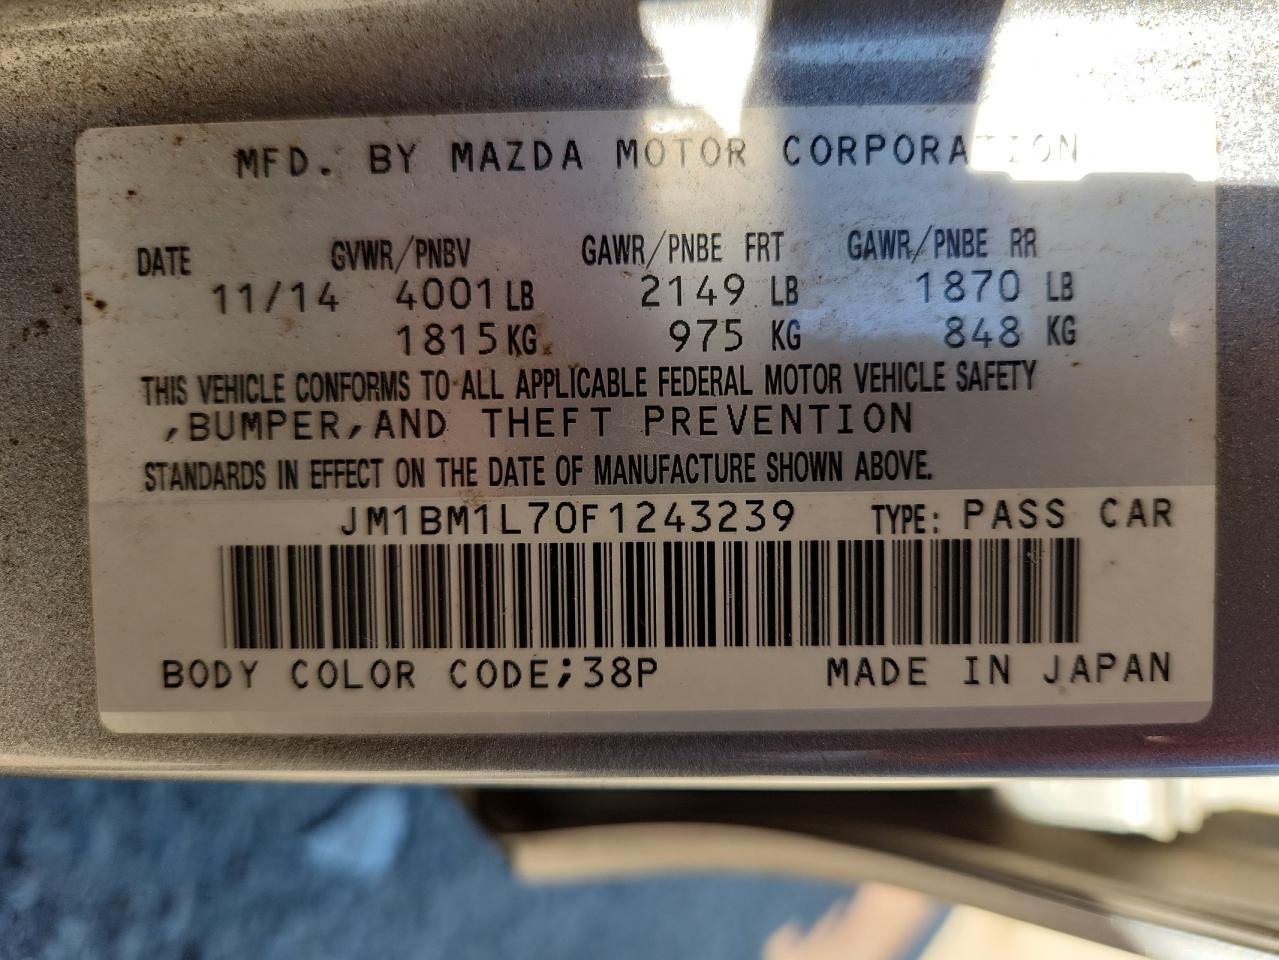 MFD. BY MAZDA MOTOR CORPORATION
DATE GVWR/PNBV GAWR/PNBE FRT GAWR/PNBE RR
11/14 4001 LB 2149 LB 1870 LB
1815 KG 975 KG 848 KG
THIS VEHICLE CONFORMS TO ALL APPLICABLE FEDERAL MOTOR VEHICLE SAFETY
,BUMPER,AND THEFT PREVENTION
STANDARDS IN EFFECT ON THE DATE OF MANUFACTURE SHOWN ABOVE.
JM1BM1L70F1243239 TYPE: PASS CAR
BODY COLOR CODE;38P MADE IN JAPAN